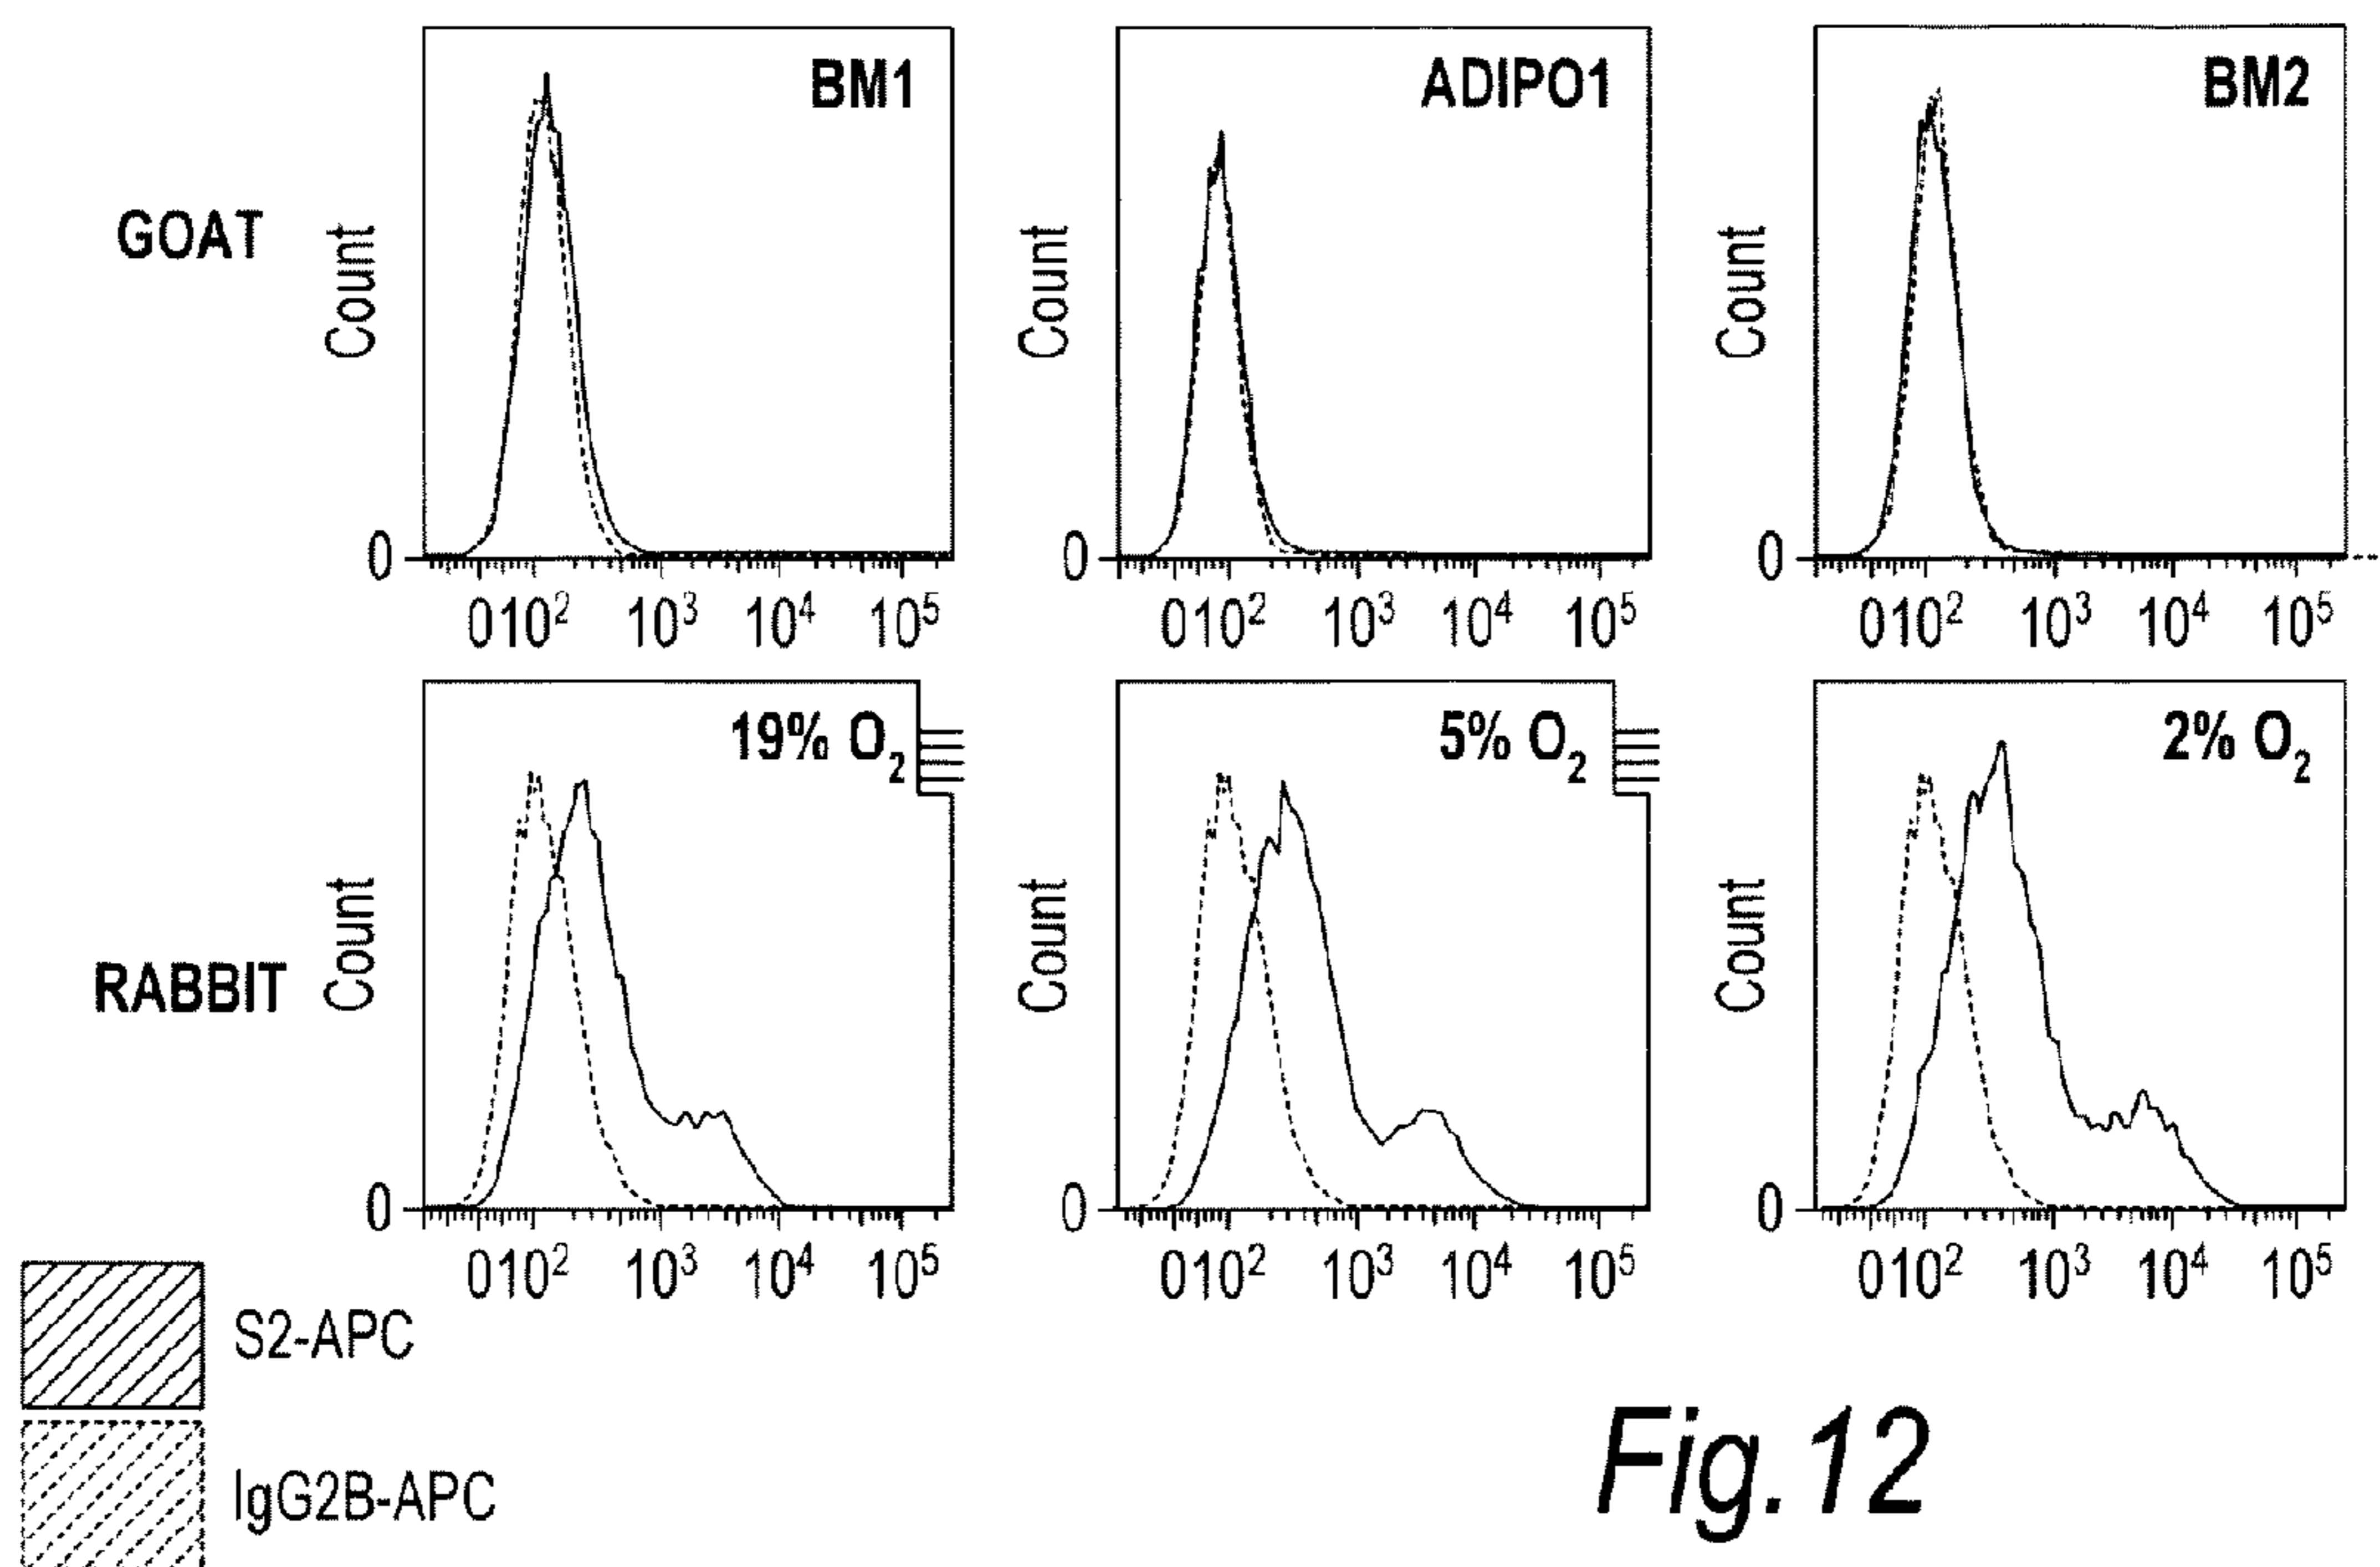 BM1
ADIPO1
BM2
GOAT
Count
Count
Count
0
0
0
0 10² 10³ 10⁴ 10⁵
0 10² 10³ 10⁴ 10⁵
0 10² 10³ 10⁴ 10⁵
19% O₂
5% O₂
2% O₂
RABBIT
Count
Count
Count
0
0
0
0 10² 10³ 10⁴ 10⁵
0 10² 10³ 10⁴ 10⁵
0 10² 10³ 10⁴ 10⁵
S2-APC
IgG2B-APC
Fig.12